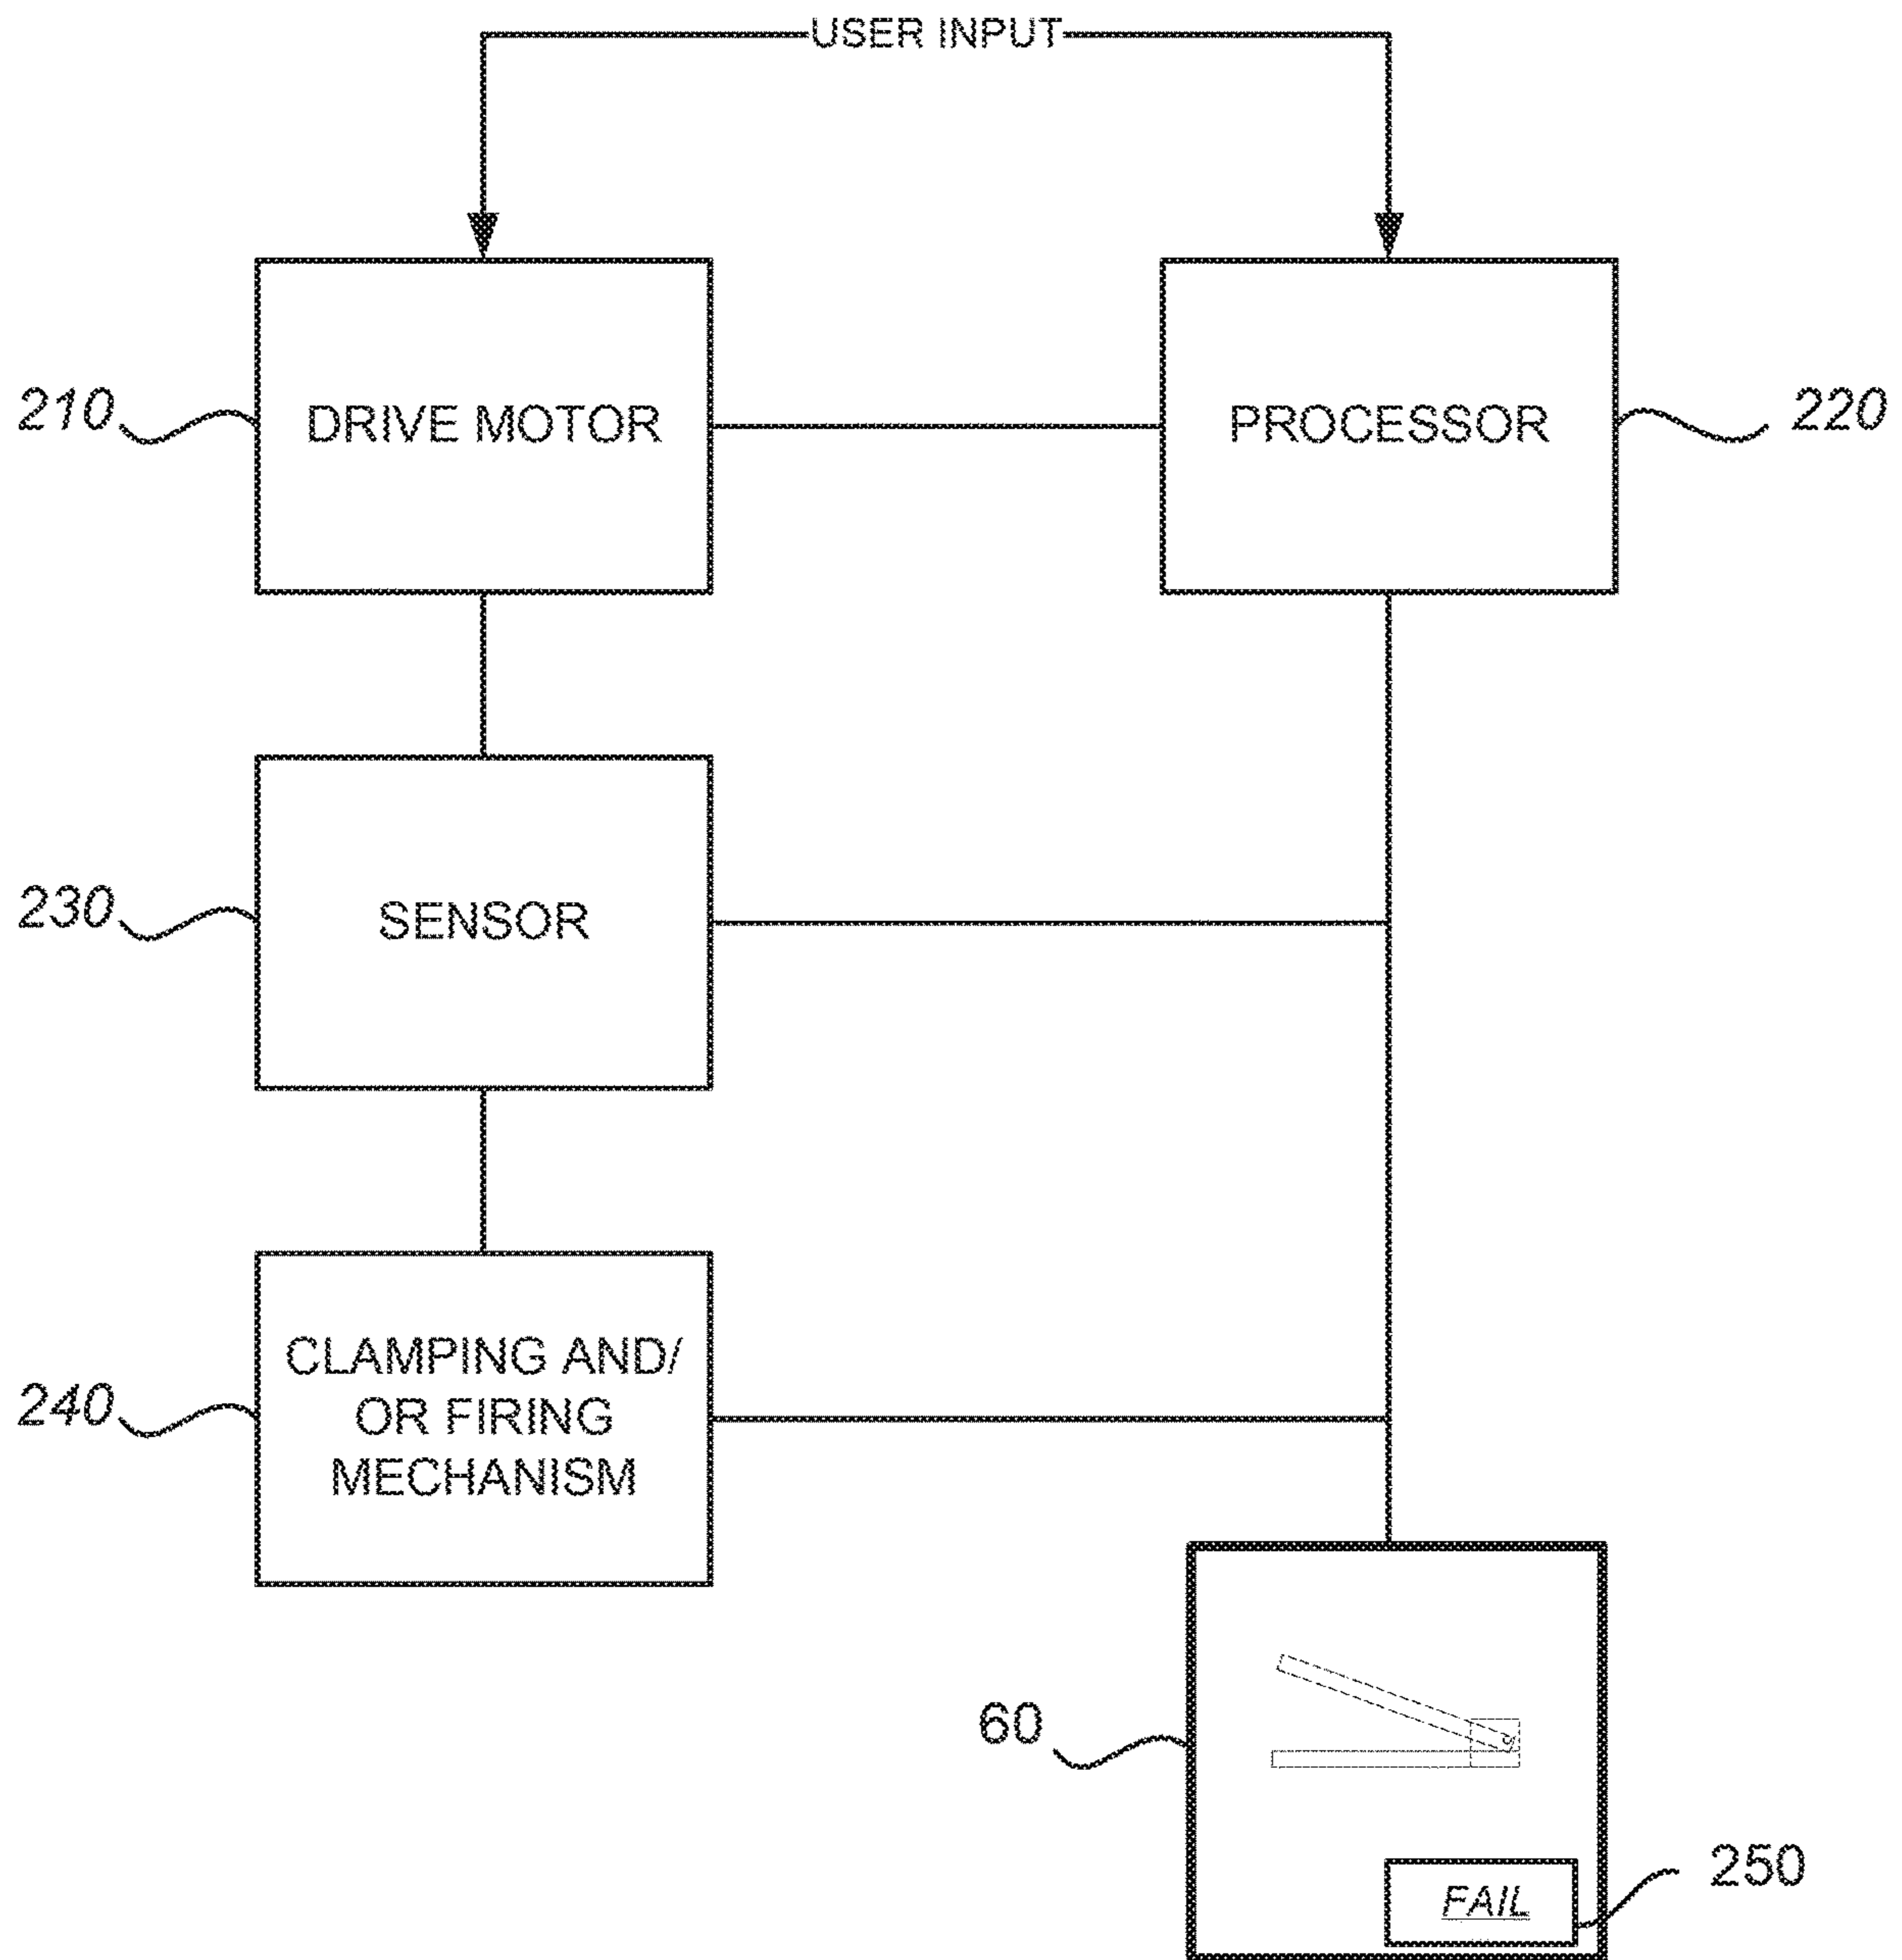 USER INPUT
210
DRIVE MOTOR
PROCESSOR
220
230
SENSOR
240
CLAMPING AND/
OR FIRING
MECHANISM
60
FAIL
250